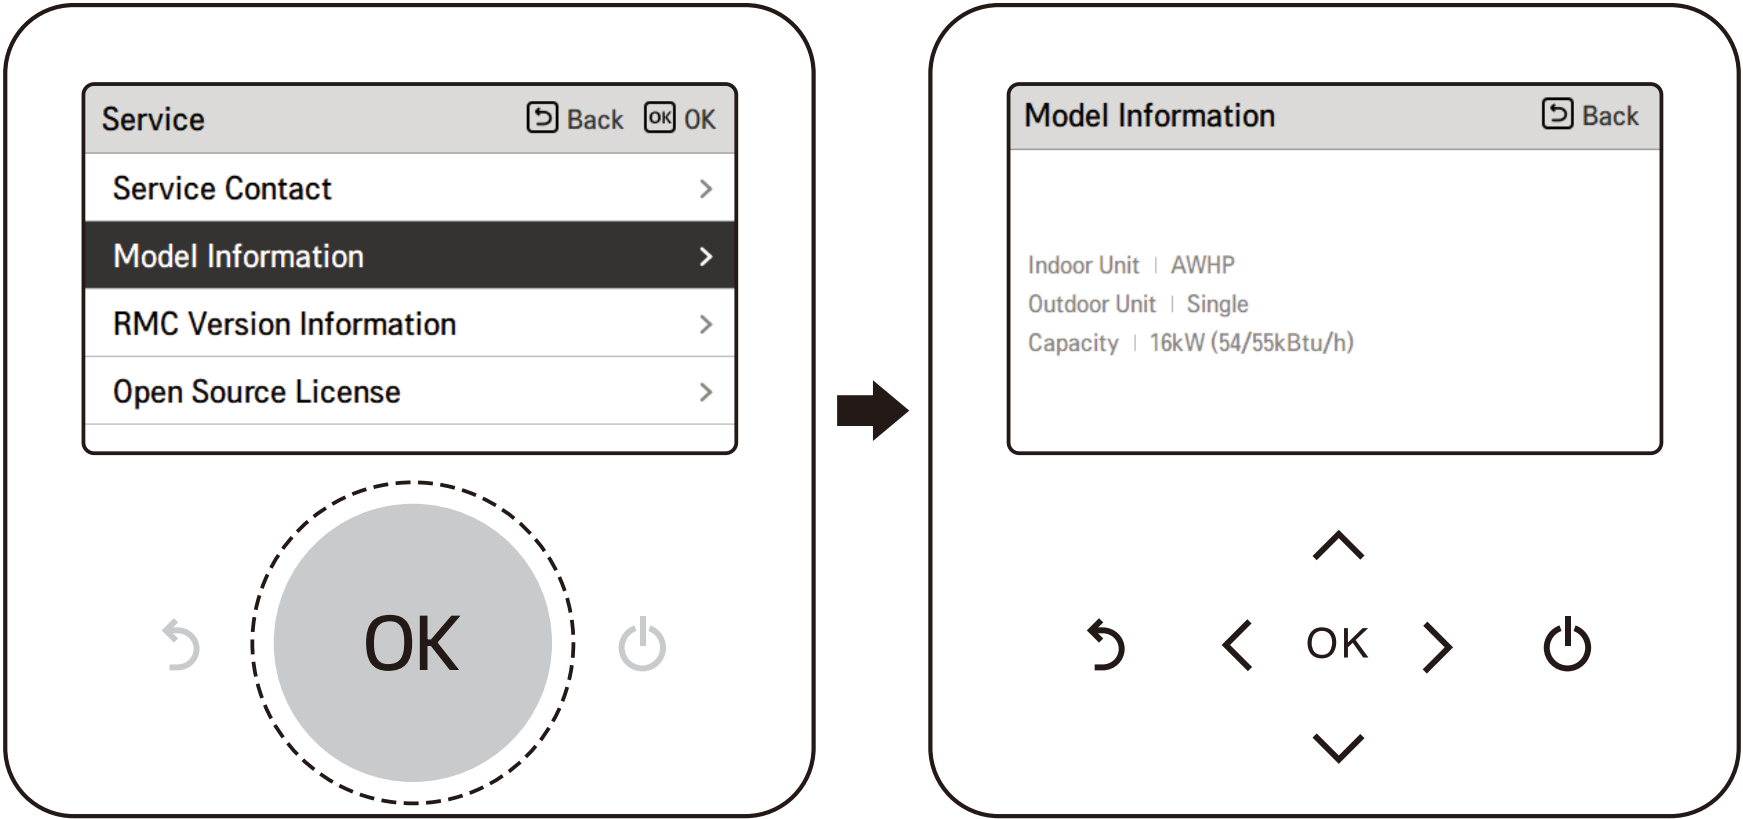 Service Back OK OK
Service Contact
Model Information
RMC Version Information
Open Source License
OK
Model Information Back
Indoor Unit | AWHP
Outdoor Unit | Single
Capacity | 16kW (54/55kBtu/h)
OK